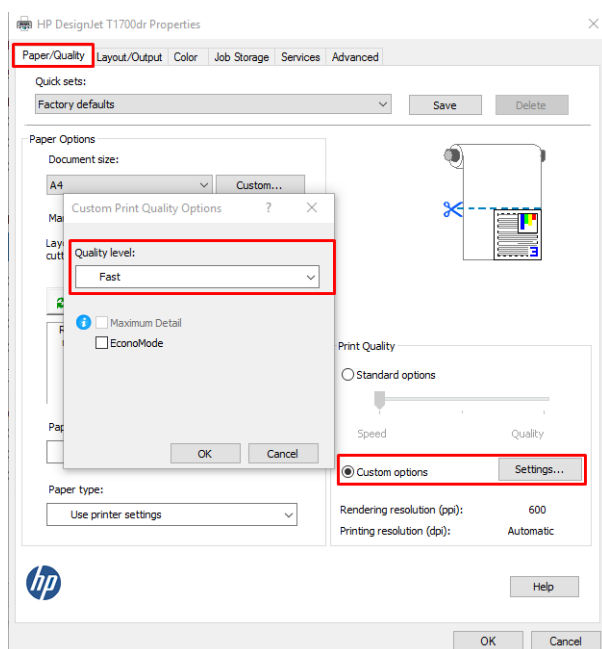 HP DesignJet T1700dr Properties
Paper/Quality Layout/Output Color Job Storage Services Advanced
Quick sets:
Factory defaults Save Delete
Paper Options
Document size:
A4 Custom...
Custom Print Quality Options ?
Quality level:
Fast
Maximum Detail
EconoMode
OK Cancel
Print Quality
Standard options
Speed Quality
Custom options Settings...
Paper type:
Use printer settings
Rendering resolution (ppi): 600
Printing resolution (dpi): Automatic
hp
Help
OK Cancel